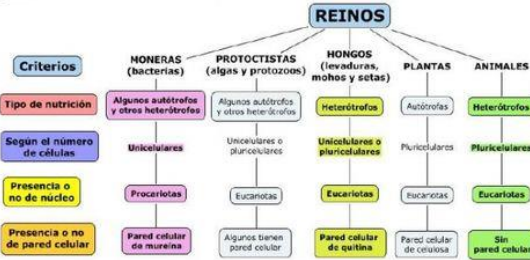 REINOS
Criterios
MONERAS
(bacterias)
PROTOCTISTAS
(algas y protozoos)
HONGOS
(levaduras,
mohos y setas)
PLANTAS
ANIMALES
Tipo de nutrición
Algunos autótrofos
y otros heterótrofos
Algunos autótrofos
y otros heterótrofos
Heterótrofos
Autótrofas
Heterótrofos
Según el número
de células
Unicelulares
Unicelulares o
pluricelulares
Unicelulares o
pluricelulares
Pluricelulares
Pluricelulares
Presencia o
no de núcleo
Procariotas
Eucariotas
Eucariotas
Eucariotas
Eucariotas
Presencia o no
de pared celular
Pared celular
de mureína
Algunos tienen
pared celular
Pared celular
de quitina
Pared celular
de celulosa
Sin
pared celular